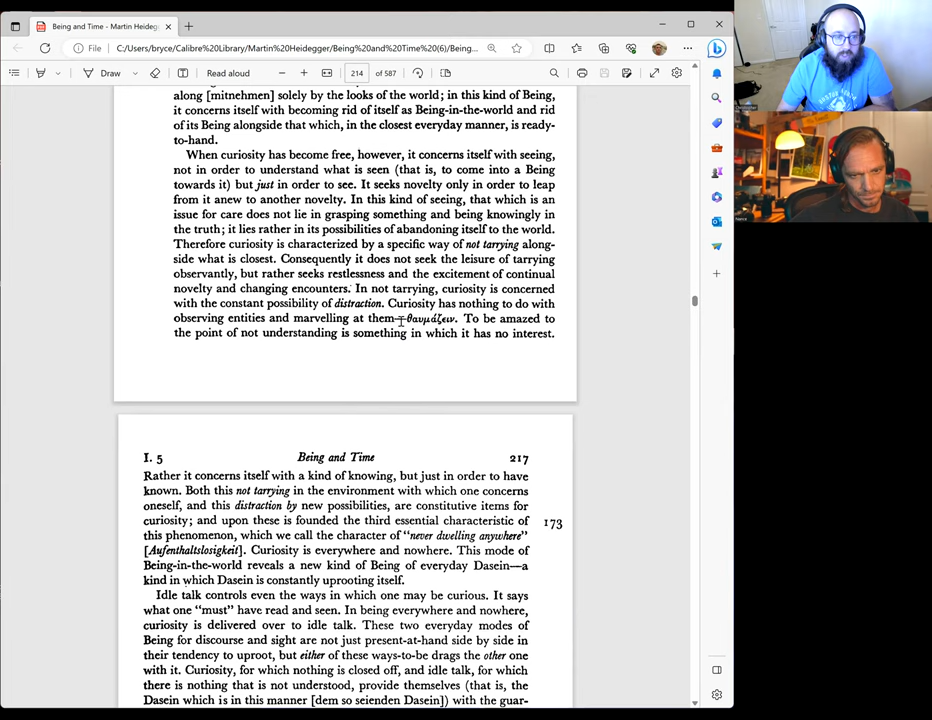 Being and Time - Martin Heideg
File
C:/Users/bryce/Calibre%20Library/Martin%20Heidegger/Being%20and%20Time%20(6)/Being...
Draw
Read aloud
214
of 587
along [mitnehmen] solely by the looks of the world; in this kind of Being,
it concerns itself with becoming rid of itself as Being-in-the-world and rid
of its Being alongside that which, in the closest everyday manner, is ready-
to-hand.
When curiosity has become free, however, it concerns itself with seeing,
not in order to understand what is seen (that is, to come into a Being
towards it) but just in order to see. It seeks novelty only in order to leap
from it anew to another novelty. In this kind of seeing, that which is an
issue for care does not lie in grasping something and being knowingly in
the truth; it lies rather in its possibilities of abandoning itself to the world.
Therefore curiosity is characterized by a specific way of not tarrying along-
side what is closest. Consequently it does not seek the leisure of tarrying
observantly, but rather seeks restlessness and the excitement of continual
novelty and changing encounters. In not tarrying, curiosity is concerned
with the constant possibility of distraction. Curiosity has nothing to do with
observing entities and marvelling at them—θαυμάζειν. To be amazed to
the point of not understanding is something in which it has no interest.
I. 5
Being and Time
217
Rather it concerns itself with a kind of knowing, but just in order to have
known. Both this not tarrying in the environment with which one concerns
oneself, and this distraction by new possibilities, are constitutive items for
curiosity; and upon these is founded the third essential characteristic of
173
this phenomenon, which we call the character of "never dwelling anywhere"
[Aufenthaltslosigkeit]. Curiosity is everywhere and nowhere. This mode of
Being-in-the-world reveals a new kind of Being of everyday Dasein—a
kind in which Dasein is constantly uprooting itself.
Idle talk controls even the ways in which one may be curious. It says
what one "must" have read and seen. In being everywhere and nowhere,
curiosity is delivered over to idle talk. These two everyday modes of
Being for discourse and sight are not just present-at-hand side by side in
their tendency to uproot, but either of these ways-to-be drags the other one
with it. Curiosity, for which nothing is closed off, and idle talk, for which
there is nothing that is not understood, provide themselves (that is, the
Dasein which is in this manner [dem so seienden Dasein]) with the guar-